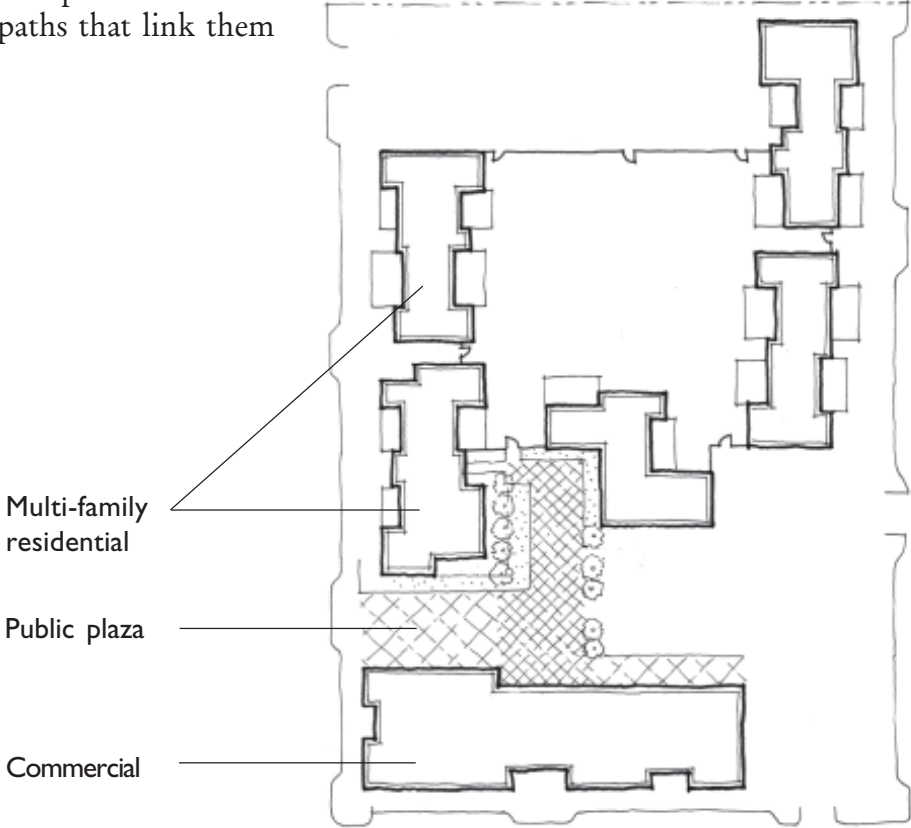 paths that link them
Multi-family
residential
Public plaza
Commercial